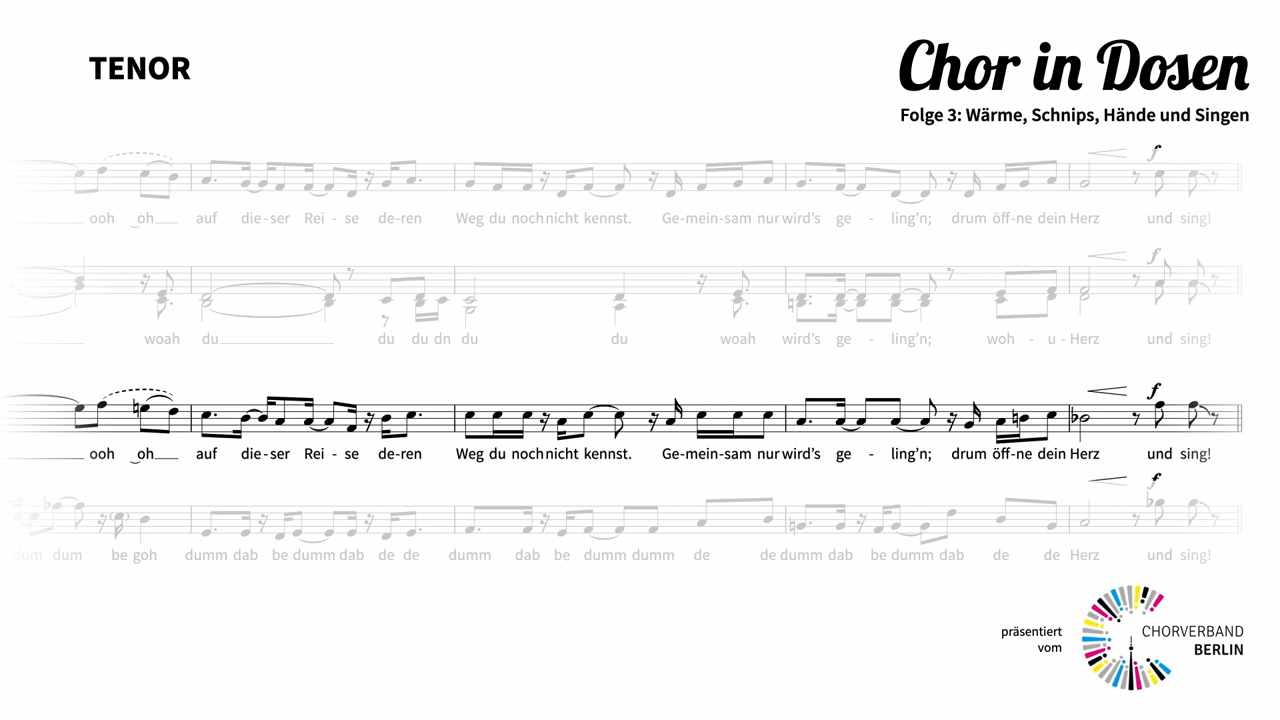 TENOR
Chor in Dosen
Folge 3: Wärme, Schnips, Hände und Singen
f
ooh oh auf die-ser Rei - se de-ren Weg du noch nicht kennst. Ge-mein-sam nur wird's ge - ling'n; drum öff-ne dein Herz und sing!
f
woah du du du dn du du woah wird's ge - ling'n; woh - u - Herz und sing!
f
ooh oh auf die-ser Rei - se de-ren Weg du noch nicht kennst. Ge-mein-sam nur wird's ge - ling'n; drum öff-ne dein Herz und sing!
f
dum dum be goh dumm dab be dumm dab de de dumm dab be dumm dumm de de dumm dab be dumm dab de de Herz und sing!
präsentiert
vom
CHORVERBAND
BERLIN